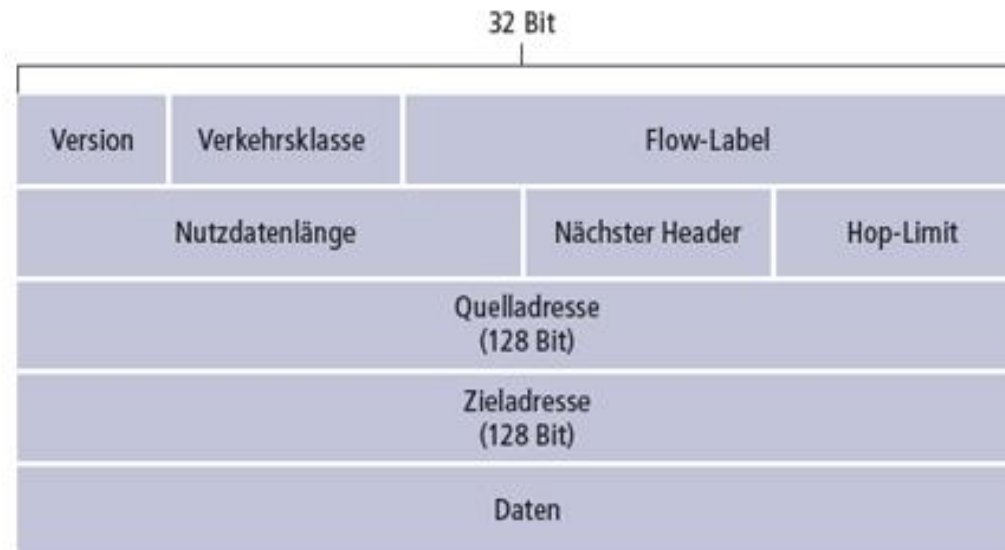 32 Bit
Version Verkehrsklasse Flow-Label
Nutzdatenlänge Nächster Header Hop-Limit
Quelladresse
(128 Bit)
Zieladresse
(128 Bit)
Daten